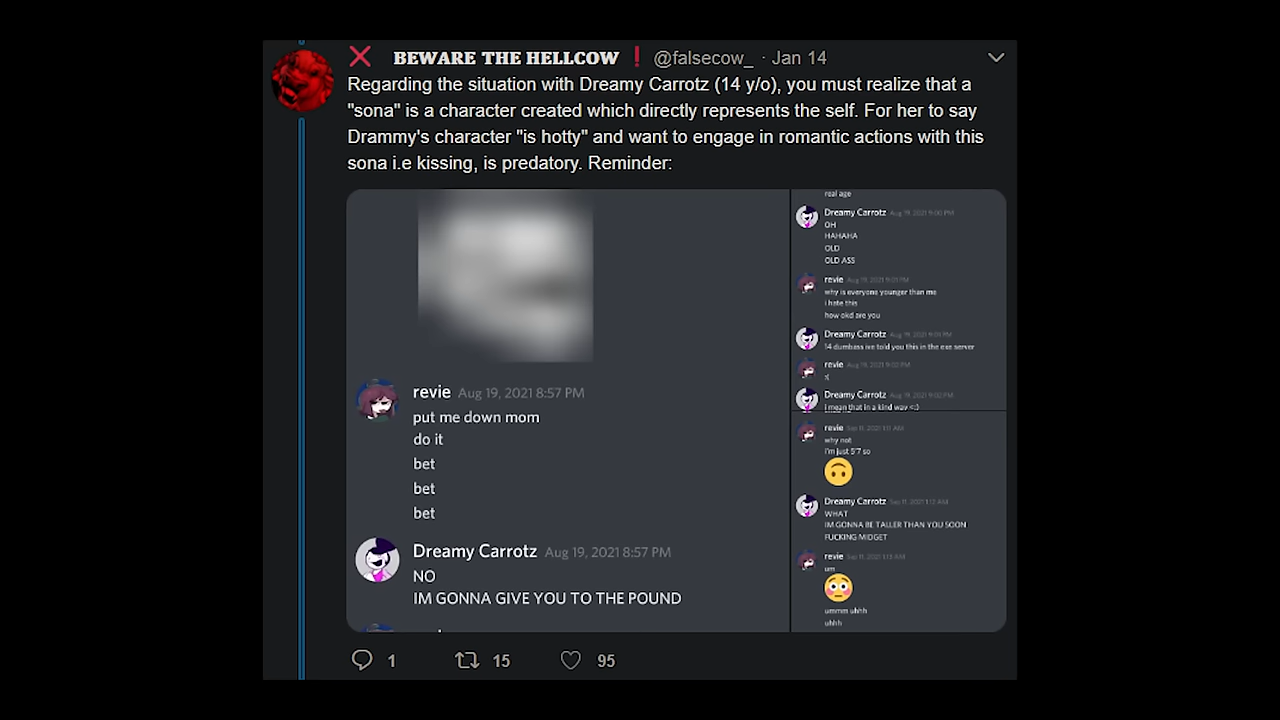 ❌ BEWARE THE HELLCOW❗ @falsecow_ · Jan 14
Regarding the situation with Dreamy Carrotz (14 y/o), you must realize that a
"sona" is a character created which directly represents the self. For her to say
Drammy's character "is hotty" and want to engage in romantic actions with this
sona i.e kissing, is predatory. Reminder:
revie Aug 19, 2021 8:57 PM
put me down mom
do it
bet
bet
bet
Dreamy Carrotz Aug 19, 2021 8:57 PM
NO
IM GONNA GIVE YOU TO THE POUND
real age
Dreamy Carrotz Aug 19, 2021 9:00 PM
OH
HAHAHA
OLD
OLD ASS
revie Aug 19, 2021 9:01 PM
why is everyone younger than me
i hate this
how okd are you
Dreamy Carrotz Aug 19, 2021
14 dumbass ive told you this in the exe server
revie Aug 19, 2021 9:02 PM
:(
Dreamy Carrotz Aug 19, 2021 9:02 PM
I mean that in a kind way <:)
revie Sep 11, 2021 1:11 AM
why not
i'm just 5'7 so
🙃
Dreamy Carrotz Sep 11, 2021 1:12 AM
WHAT
IM GONNA BE TALLER THAN YOU SOON
FUCKING MIDGET
revie Sep 11, 2021 1:13 AM
um
😳
ummm uhhh
uhhh
1 15 95